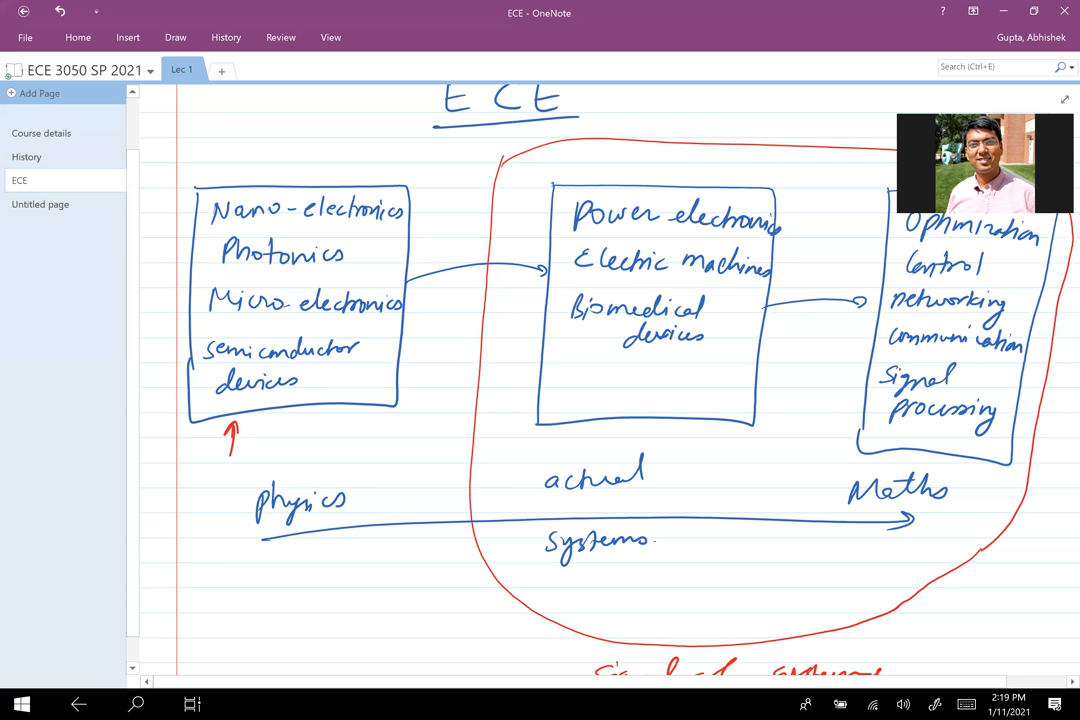 ECE - OneNote
?
File Home Insert Draw History Review View
Gupta, Abhishek
ECE 3050 SP 2021
Lec 1
+
Search (Ctrl+E)
Add Page
Course details
History
ECE
Untitled page
ECE
Nano-electronics
Photonics
Micro electronics
semiconductor
devices
Power electronics
Electric machines
Biomedical
devices
Optimization
Control
networking
communication
Signal
processing
physics
actual
systems.
Maths
systems
2:19 PM
1/11/2021